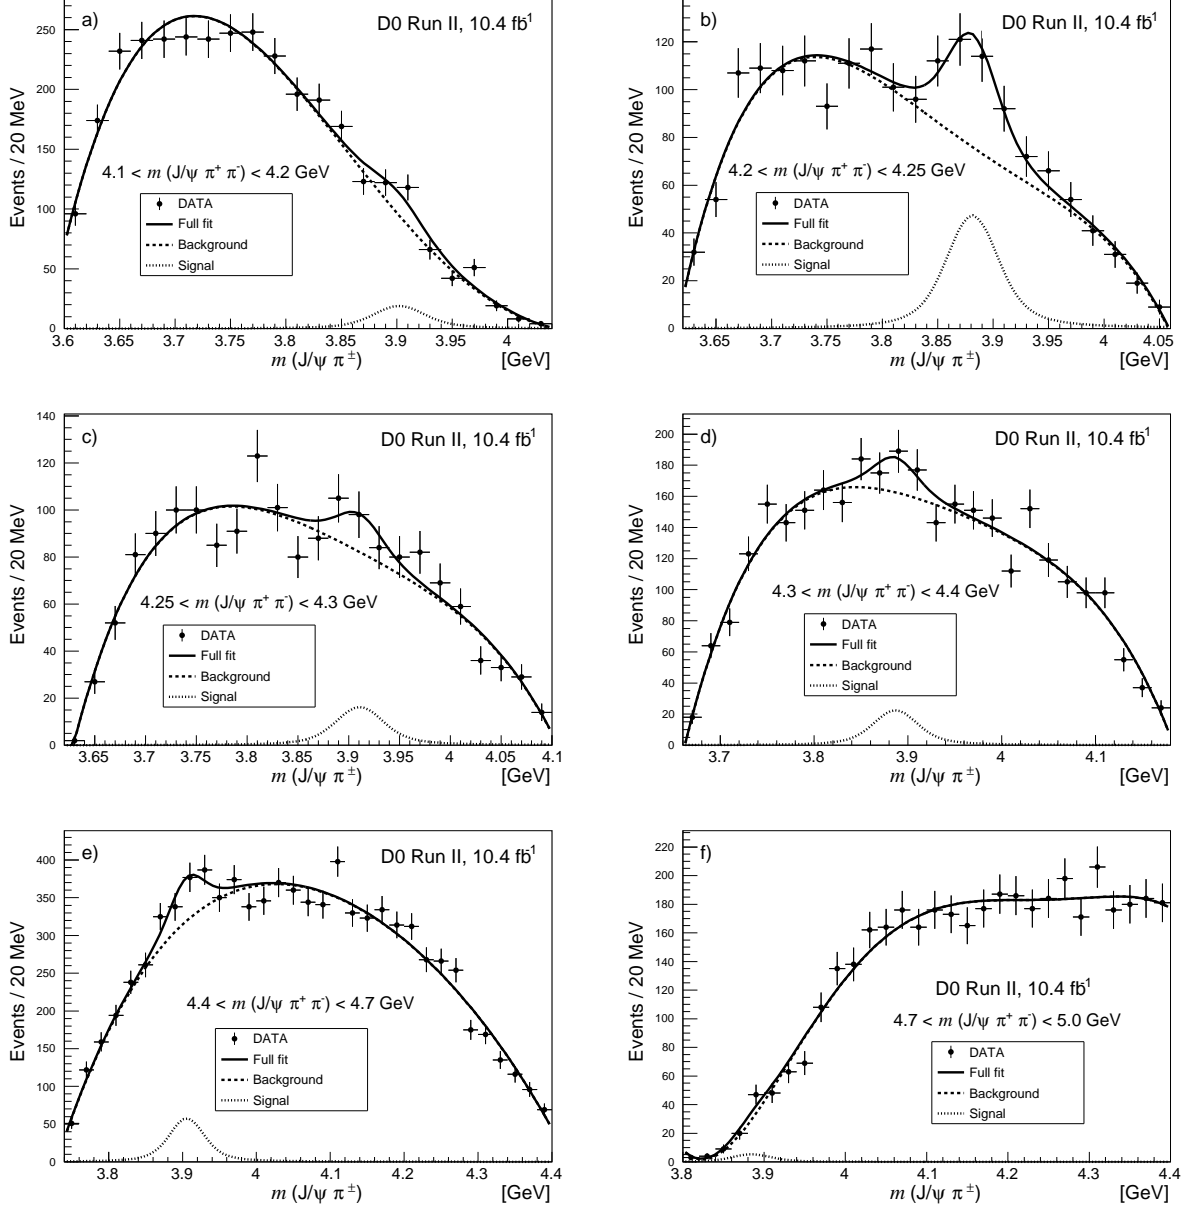 a)
D0 Run II, 10.4 fb-1
Events / 20 MeV
250
200
150
100
50
0
4.1 < m (J/ψ π+ π-) < 4.2 GeV
DATA
Full fit
Background
Signal
3.6 3.65 3.7 3.75 3.8 3.85 3.9 3.95 4
m (J/ψ π±) [GeV]
b)
D0 Run II, 10.4 fb-1
Events / 20 MeV
120
100
80
60
40
20
0
4.2 < m (J/ψ π+ π-) < 4.25 GeV
DATA
Full fit
Background
Signal
3.65 3.7 3.75 3.8 3.85 3.9 3.95 4 4.05
m (J/ψ π±) [GeV]
c)
D0 Run II, 10.4 fb-1
Events / 20 MeV
140
120
100
80
60
40
20
0
4.25 < m (J/ψ π+ π-) < 4.3 GeV
DATA
Full fit
Background
Signal
3.65 3.7 3.75 3.8 3.85 3.9 3.95 4 4.05 4.1
m (J/ψ π±) [GeV]
d)
D0 Run II, 10.4 fb-1
Events / 20 MeV
200
180
160
140
120
100
80
60
40
20
0
4.3 < m (J/ψ π+ π-) < 4.4 GeV
DATA
Full fit
Background
Signal
3.7 3.8 3.9 4 4.1
m (J/ψ π±) [GeV]
e)
D0 Run II, 10.4 fb-1
Events / 20 MeV
400
350
300
250
200
150
100
50
0
4.4 < m (J/ψ π+ π-) < 4.7 GeV
DATA
Full fit
Background
Signal
3.8 3.9 4 4.1 4.2 4.3 4.4
m (J/ψ π±) [GeV]
f)
Events / 20 MeV
220
200
180
160
140
120
100
80
60
40
20
0
D0 Run II, 10.4 fb-1
4.7 < m (J/ψ π+ π-) < 5.0 GeV
DATA
Full fit
Background
Signal
3.8 3.9 4 4.1 4.2 4.3 4.4
m (J/ψ π±) [GeV]